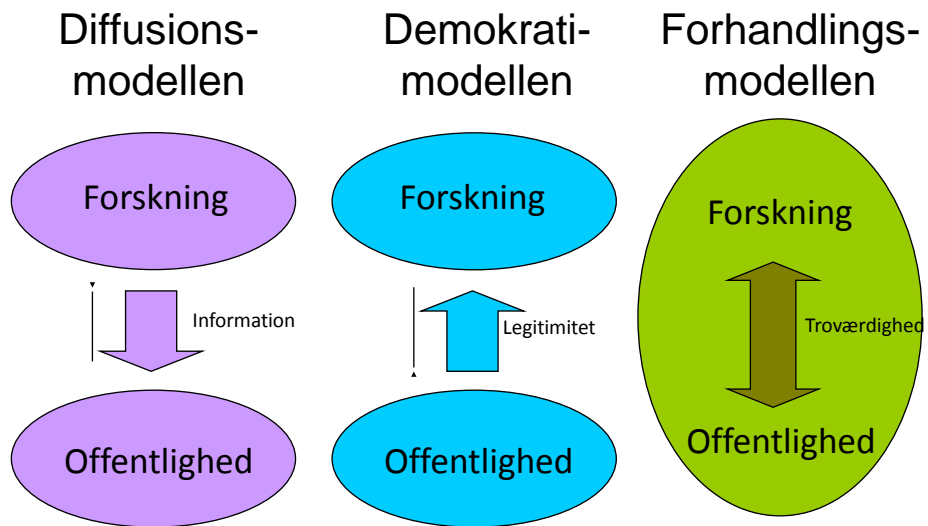 Diffusions-
modellen
Forskning
Information
Offentlighed
Demokrati-
modellen
Forskning
Legitimitet
Offentlighed
Forhandlings-
modellen
Forskning
Troværdighed
Offentlighed